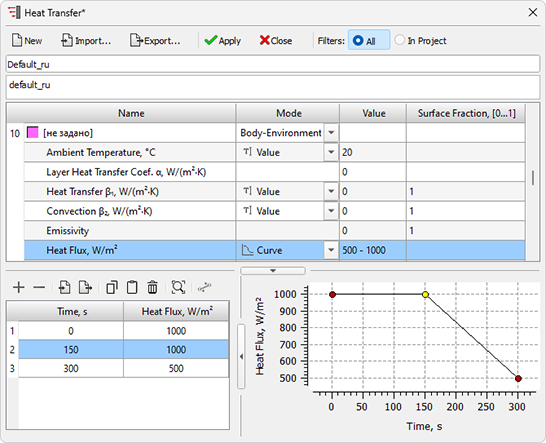 Heat Transfer*
New Import... Export... Apply Close Filters: All In Project
Default_ru
default_ru
Name Mode Value Surface Fraction, [0...1]
10 [не задано] Body-Environment
Ambient Temperature, °C Value 20
Layer Heat Transfer Coef. α, W/(m²·K) 0
Heat Transfer β₁, W/(m²·K) Value 0 1
Convection β₂, W/(m²·K) Value 0 1
Emissivity 0 1
Heat Flux, W/m² Curve 500 - 1000
Time, s Heat Flux, W/m²
1 0 1000
2 150 1000
3 300 500
Heat Flux, W/m²
1000
900
800
700
600
500
0 50 100 150 200 250 300
Time, s